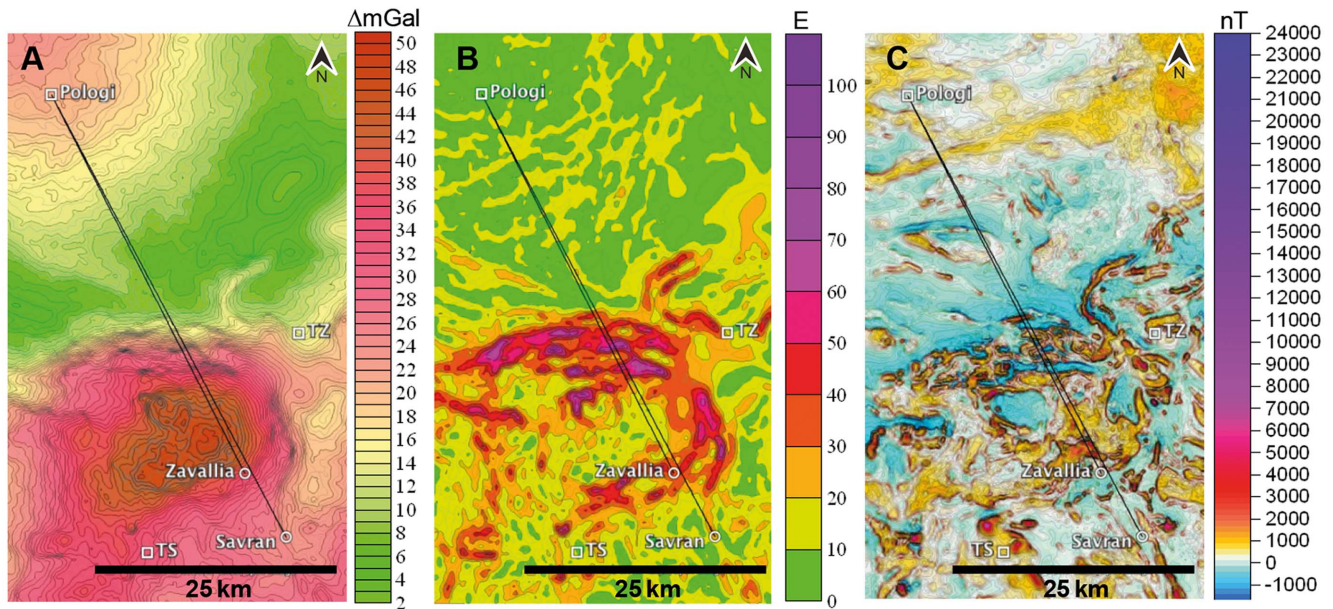 A
N
Pologi
TZ
Zavallia
TS
Savran
25 km
ΔmGal
50
48
46
44
42
40
38
36
34
32
30
28
26
24
22
20
18
16
14
12
10
8
6
4
2
B
N
Pologi
TZ
Zavallia
TS
Savran
25 km
E
100
90
80
70
60
50
40
30
20
10
0
C
N
Pologi
TZ
Zavallia
TS
Savran
25 km
nT
24000
23000
22000
21000
20000
19000
18000
17000
16000
15000
14000
13000
12000
11000
10000
9000
8000
7000
6000
5000
4000
3000
2000
1000
0
-1000